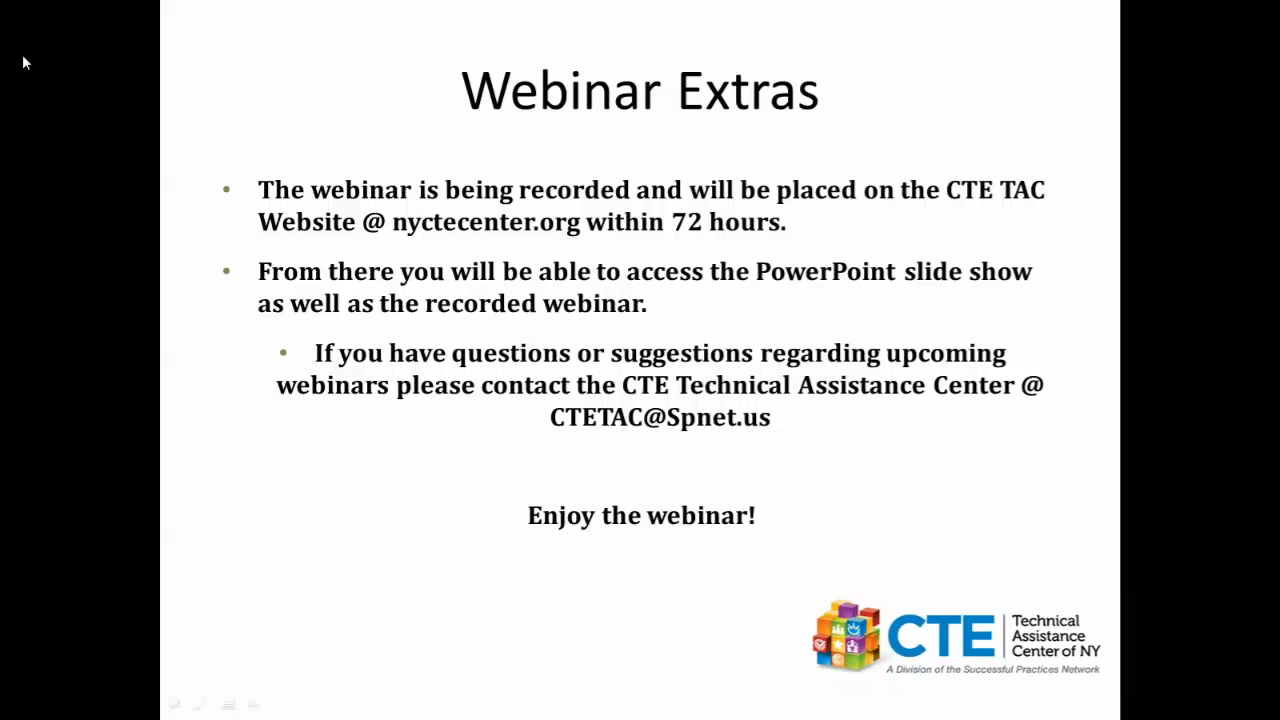 Webinar Extras
• The webinar is being recorded and will be placed on the CTE TAC
Website @ nyctecenter.org within 72 hours.
• From there you will be able to access the PowerPoint slide show
as well as the recorded webinar.
• If you have questions or suggestions regarding upcoming
webinars please contact the CTE Technical Assistance Center @
CTETAC@Spnet.us
Enjoy the webinar!
CTE
Technical
Assistance
Center of NY
A Division of the Successful Practices Network